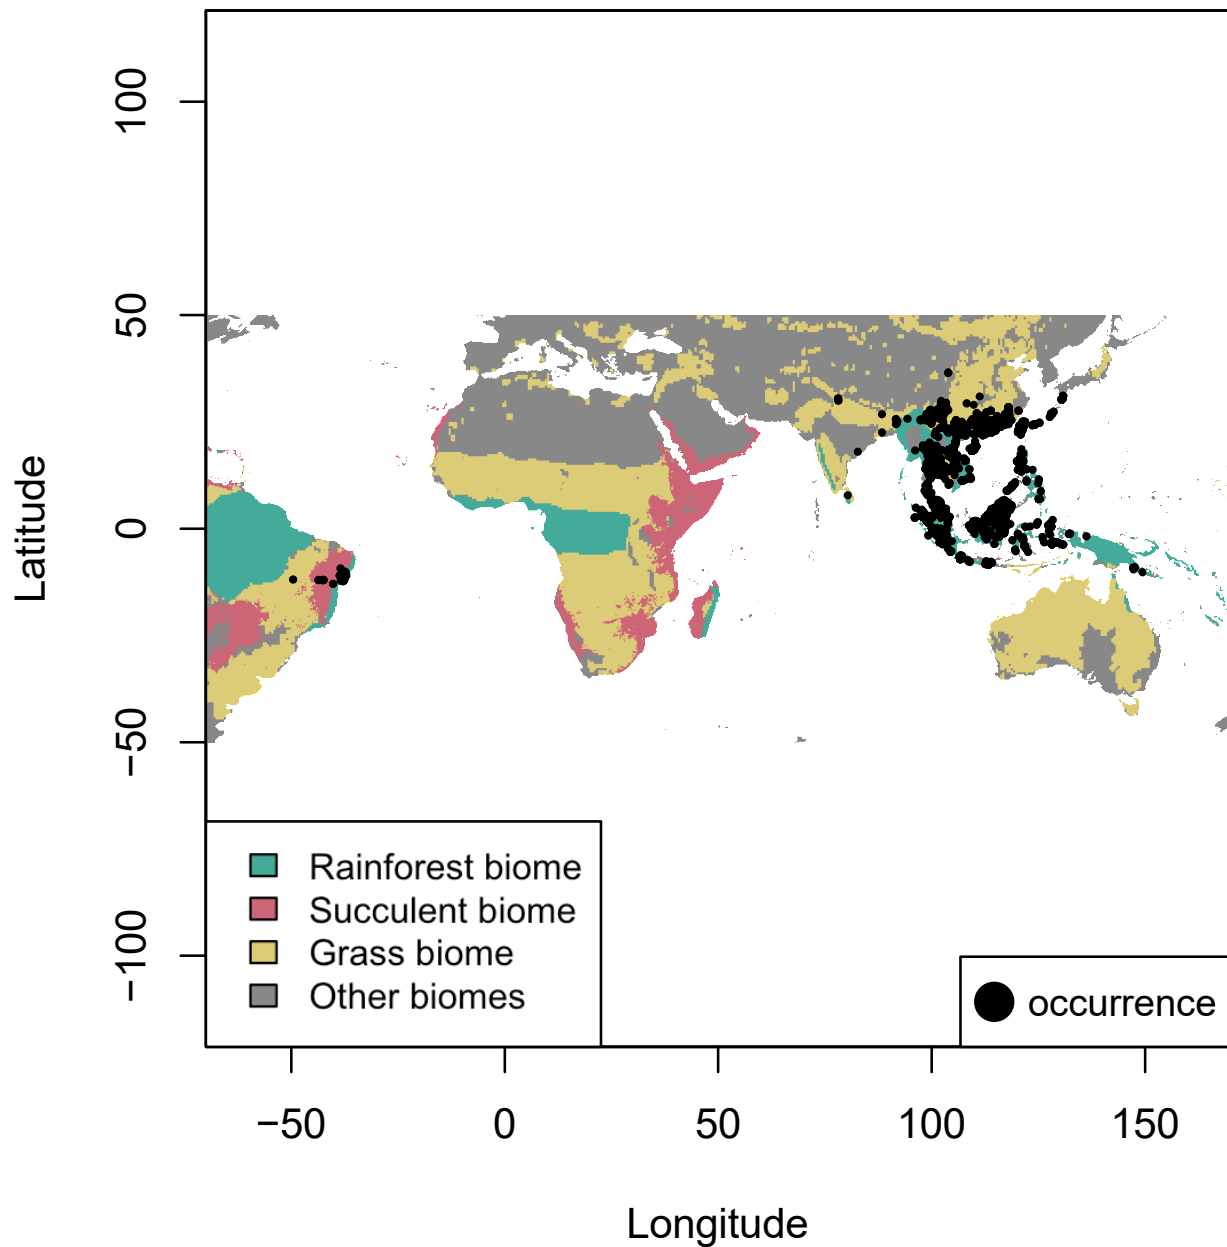 100
50
0
−50
−100
Latitude
Rainforest biome
Succulent biome
Grass biome
Other biomes
occurrence
−50
0
50
100
150
Longitude